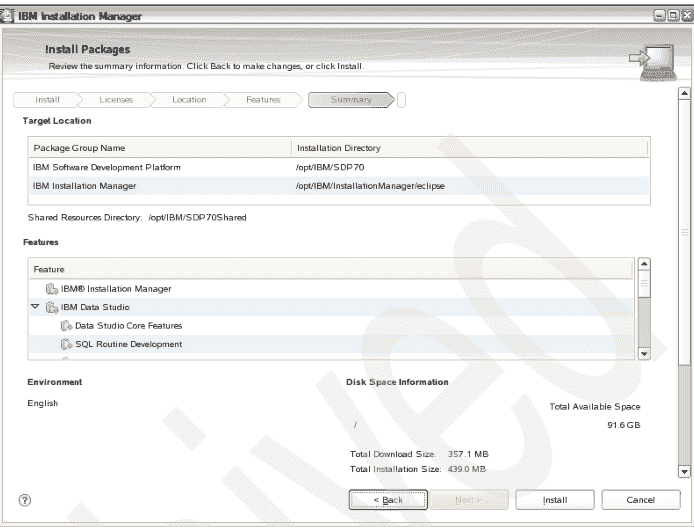 IBM Installation Manager
Install Packages
Review the summary information. Click Back to make changes, or click Install.
Install Licenses Location Features Summary
Target Location
Package Group Name Installation Directory
IBM Software Development Platform /opt/IBM/SDP70
IBM Installation Manager /opt/IBM/InstallationManager/eclipse
Shared Resources Directory: /opt/IBM/SDP70Shared
Features
Feature
IBM® Installation Manager
IBM Data Studio
Data Studio Core Features
SQL Routine Development
Environment Disk Space Information
English
Total Available Space
/ 91.6 GB
Total Download Size: 357.1 MB
Total Installation Size: 439.0 MB
? < Back Next > Install Cancel